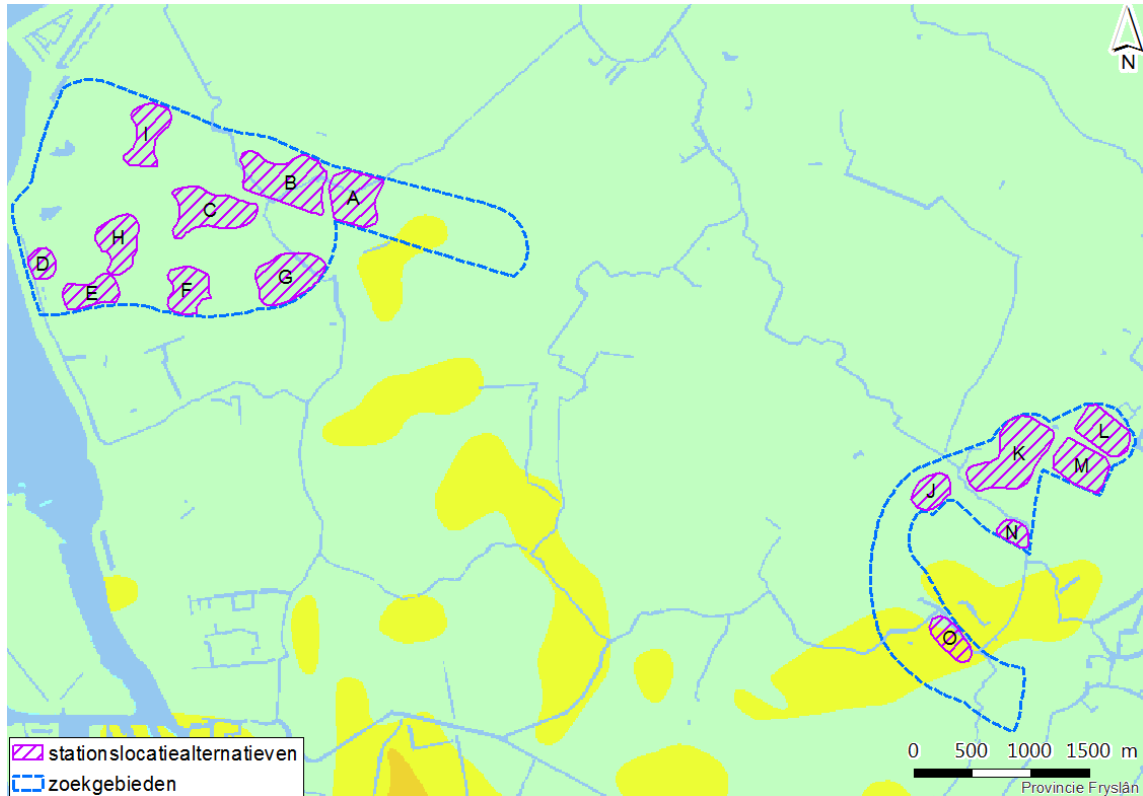 N
I
B
A
C
H
D
E
F
G
L
K
M
J
N
O
stationslocatiealternatieven
zoekgebieden
0 500 1000 1500 m
Provincie Fryslân